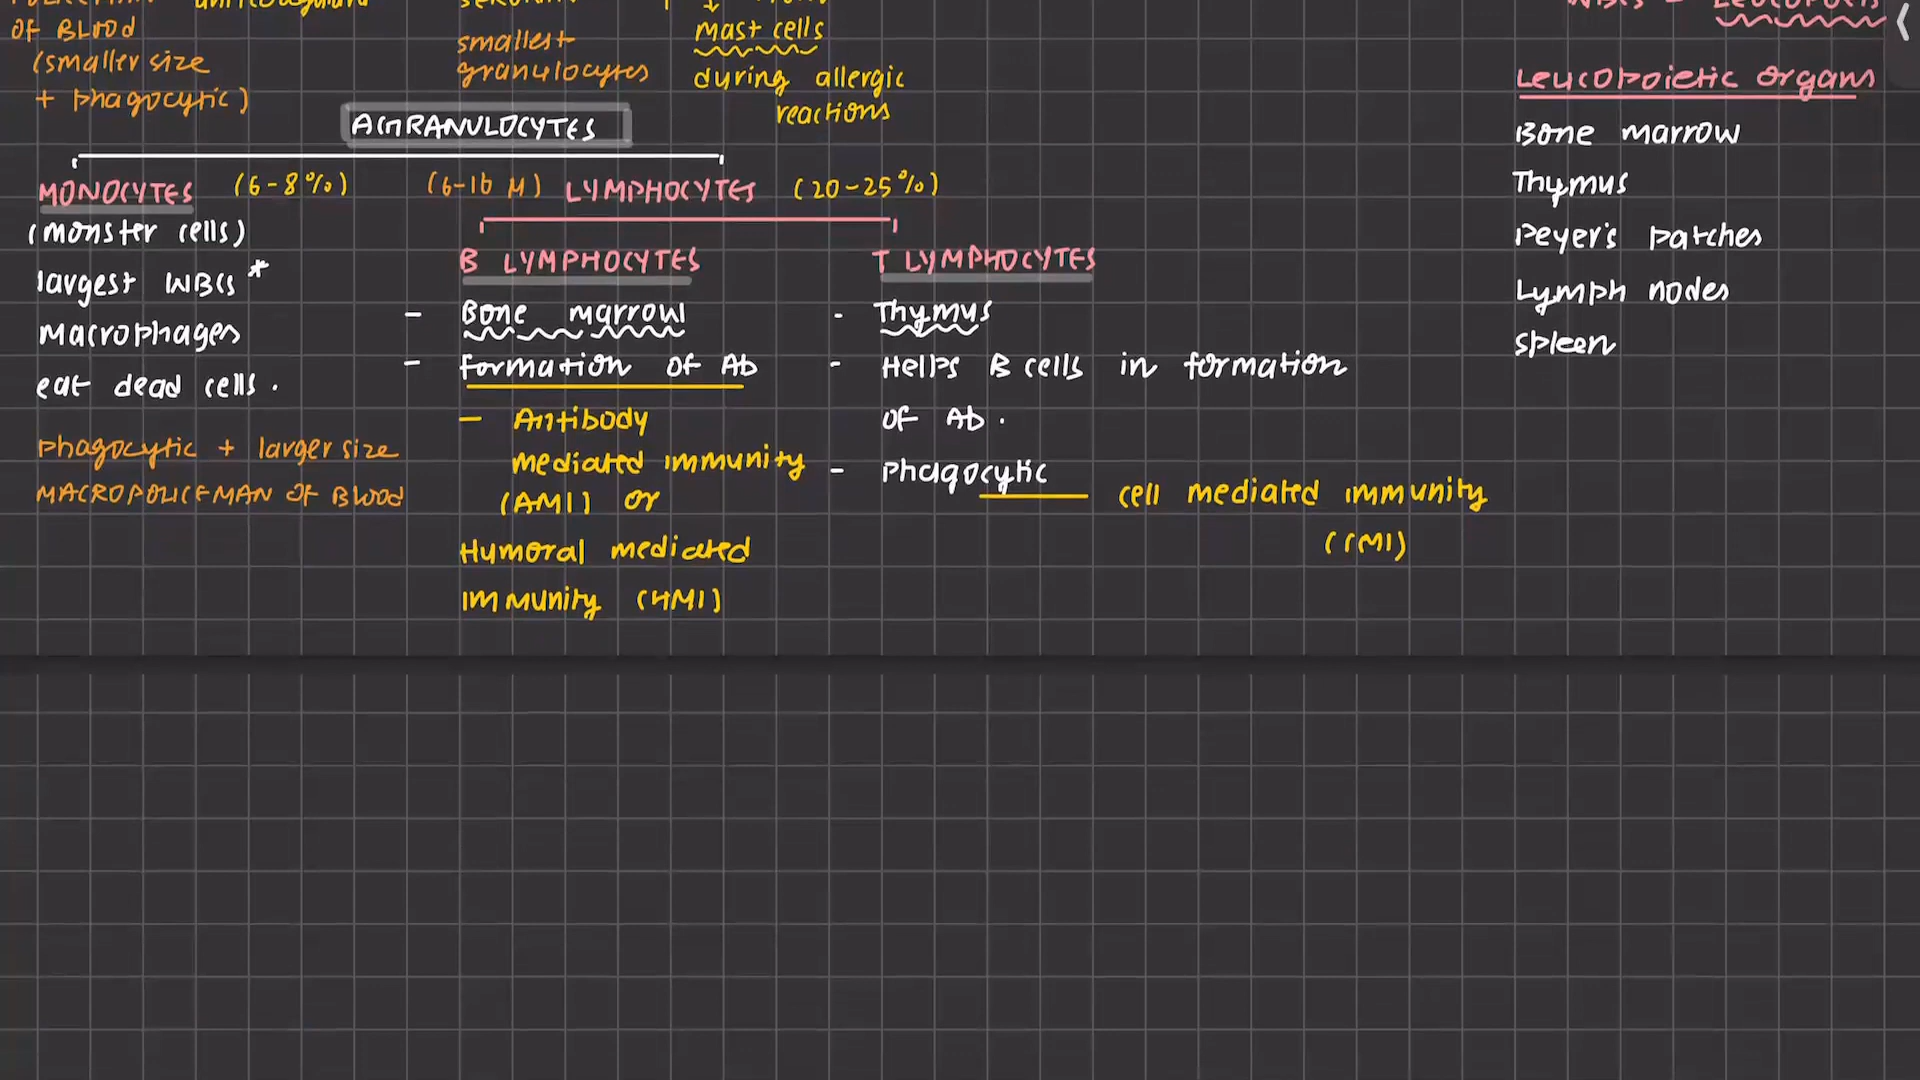 OF BLOOD
(smaller size
+ phagocytic)
smallest
granulocytes
mast cells
during allergic
reactions
AGRANULOCYTES
MONOCYTES (6-8%)
(monster cells)
largest WBCs *
Macrophages
eat dead cells.
Phagocytic + larger size
MACROPOLICEMAN OF BLOOD
(6-16 µ) LYMPHOCYTES (20-25%)
B LYMPHOCYTES
- Bone marrow
- Formation of Ab
- Antibody
mediated immunity
(AMI) or
Humoral mediated
immunity (HMI)
T LYMPHOCYTES
- Thymus
- Helps B cells in formation
OF Ab.
- Phagocytic
cell mediated immunity
(CMI)
Leucopoietic organs
Bone marrow
Thymus
Peyer's patches
Lymph nodes
spleen